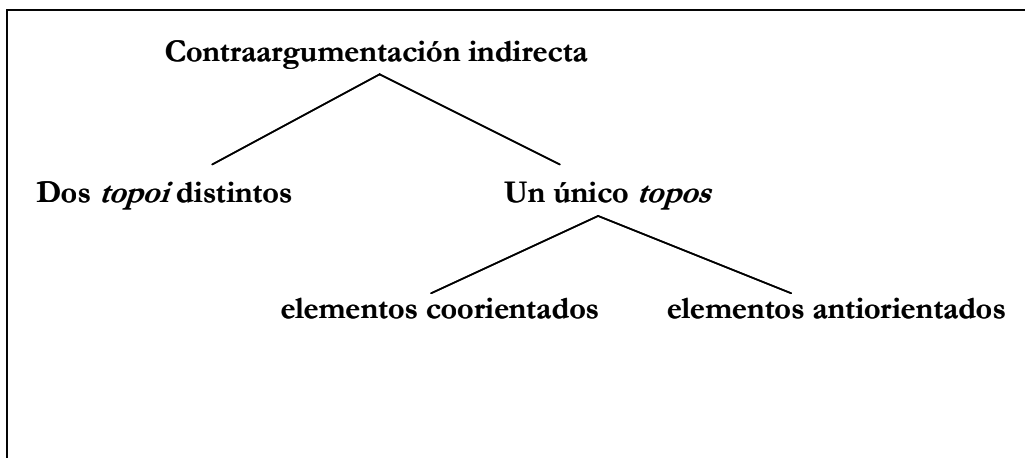 Contraargumentación indirecta
Dos topoi distintos Un único topos
elementos coorientados elementos antiorientados